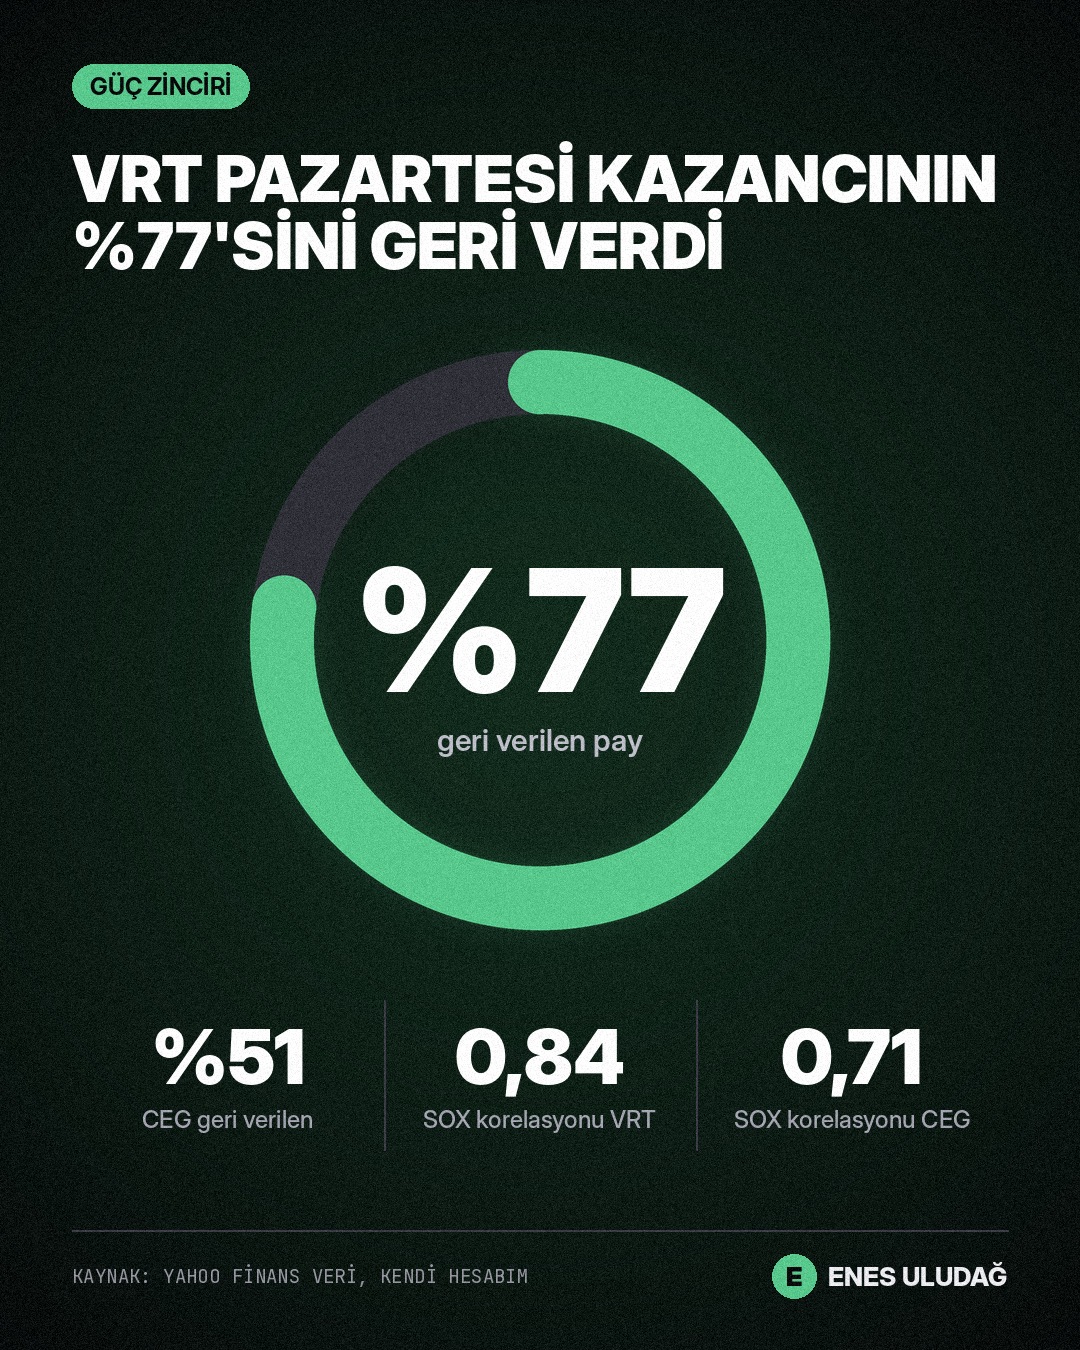 GÜÇ ZİNCİRİ
VRT PAZARTESİ KAZANCININ
%77'SİNİ GERİ VERDİ
%77
geri verilen pay
%51
CEG geri verilen
0,84
SOX korelasyonu VRT
0,71
SOX korelasyonu CEG
KAYNAK: YAHOO FİNANS VERİ, KENDİ HESABIM
E ENES ULUDAĞ